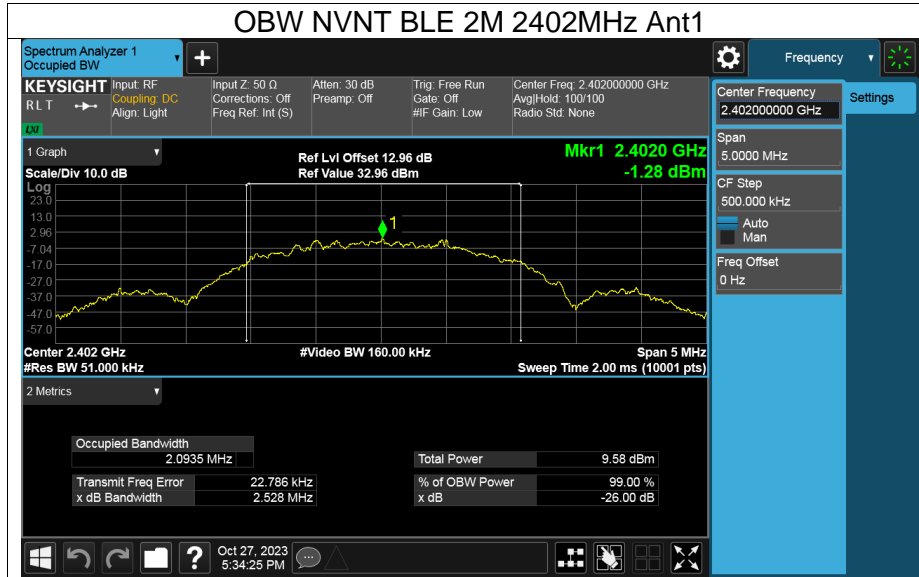 OBW NVNT BLE 2M 2402MHz Ant1
Spectrum Analyzer 1
Occupied BW
Frequency
KEYSIGHT
R L T
LXI
Input: RF
Coupling: DC
Align: Light
Input Z: 50 Ω
Corrections: Off
Freq Ref: Int (S)
Atten: 30 dB
Preamp: Off
Trig: Free Run
Gate: Off
#IF Gain: Low
Center Freq: 2.402000000 GHz
Avg|Hold: 100/100
Radio Std: None
Center Frequency
2.402000000 GHz
Settings
Span
5.0000 MHz
CF Step
500.000 kHz
Auto
Man
Freq Offset
0 Hz
1 Graph
Ref Lvl Offset 12.96 dB
Mkr1 2.4020 GHz
Scale/Div 10.0 dB
Ref Value 32.96 dBm
-1.28 dBm
Log
23.0
13.0
2.96
-7.04
-17.0
-27.0
-37.0
-47.0
-57.0
1
Center 2.402 GHz
#Video BW 160.00 kHz
Span 5 MHz
#Res BW 51.000 kHz
Sweep Time 2.00 ms (10001 pts)
2 Metrics
Occupied Bandwidth
2.0935 MHz
Total Power 9.58 dBm
Transmit Freq Error 22.786 kHz
% of OBW Power 99.00 %
x dB Bandwidth 2.528 MHz
x dB -26.00 dB
Oct 27, 2023
5:34:25 PM